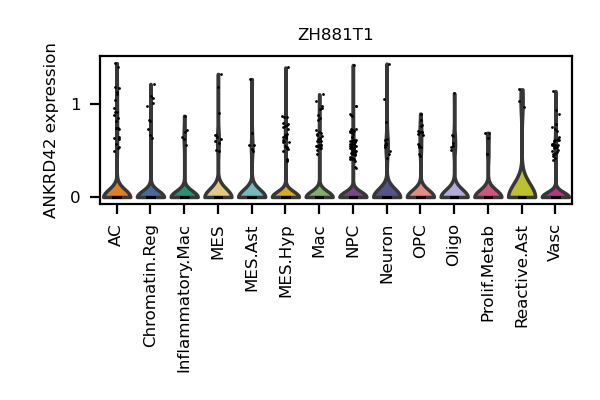 ZH881T1
ANKRD42 expression
1
0
AC
Chromatin.Reg
Inflammatory.Mac
MES
MES.Ast
MES.Hyp
Mac
NPC
Neuron
OPC
Oligo
Prolif.Metab
Reactive.Ast
Vasc